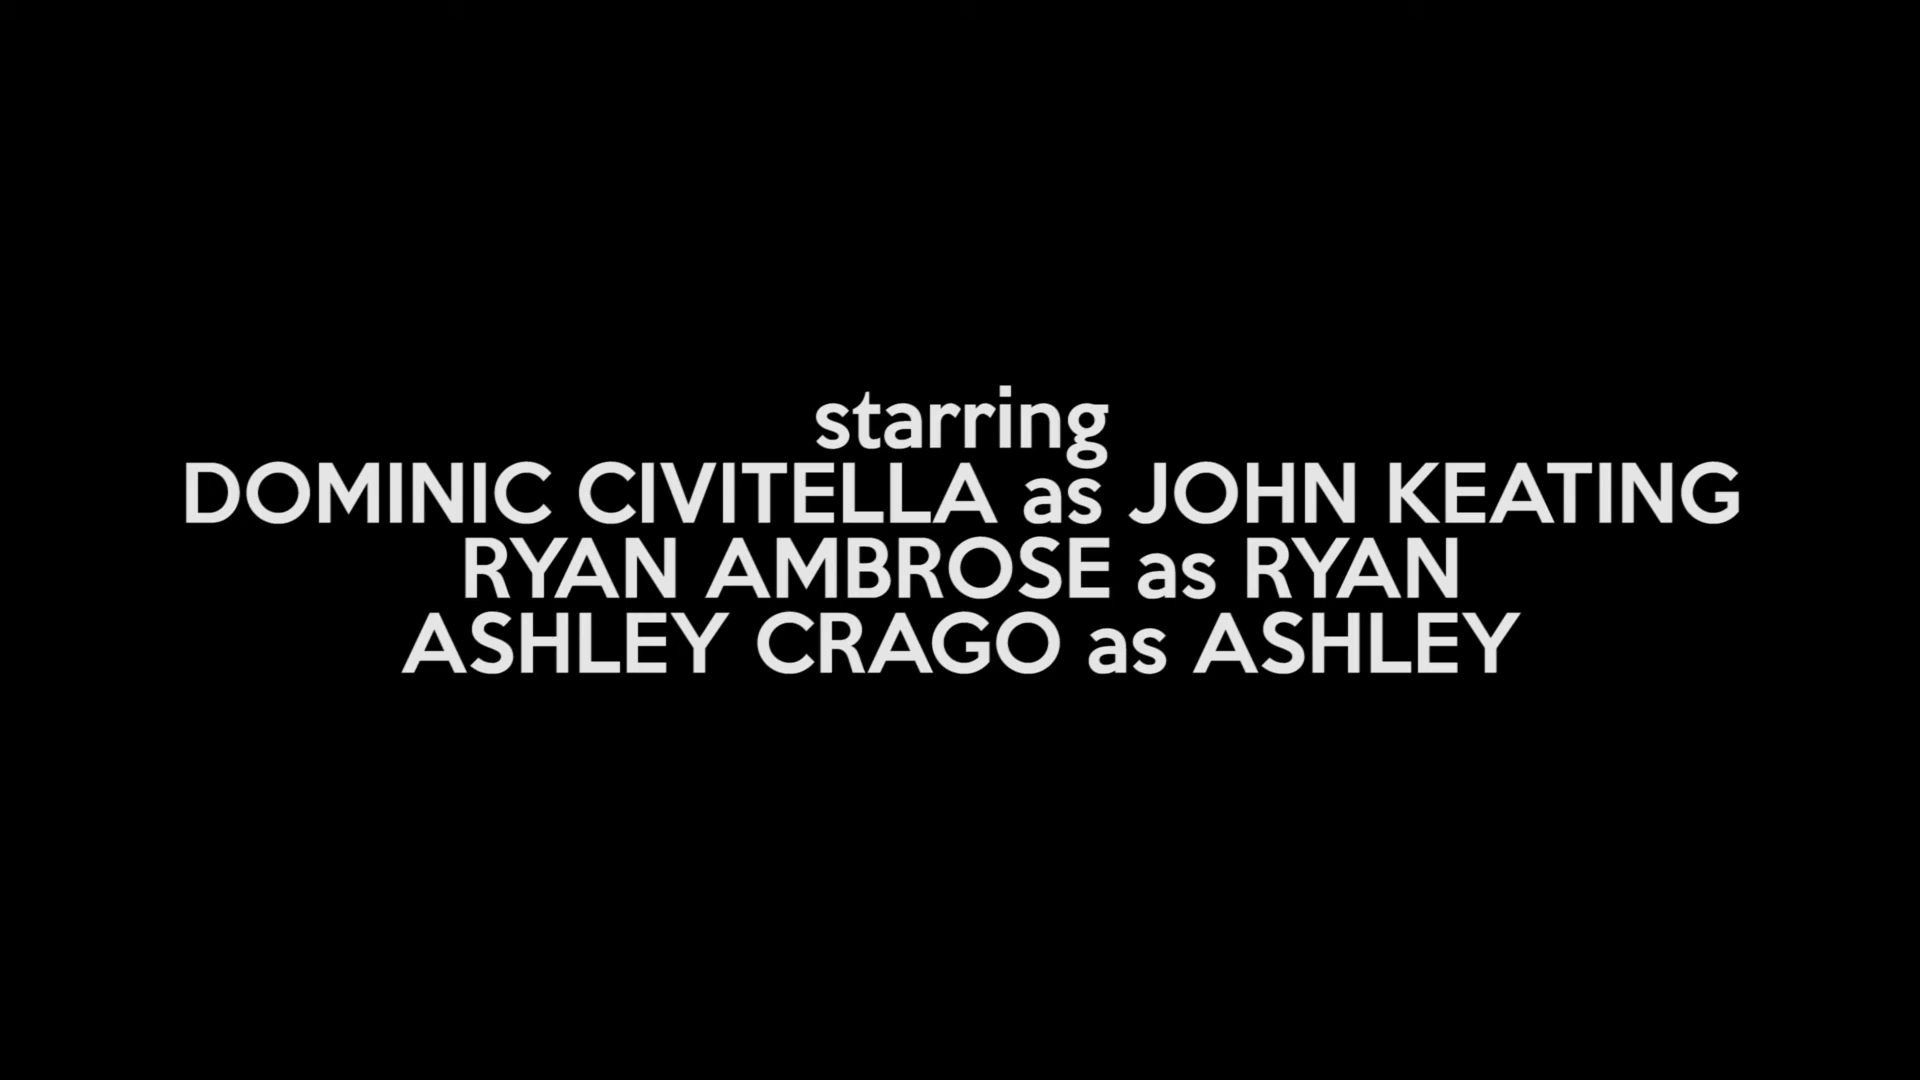 starring
DOMINIC CIVITELLA as JOHN KEATING
RYAN AMBROSE as RYAN
ASHLEY CRAGO as ASHLEY